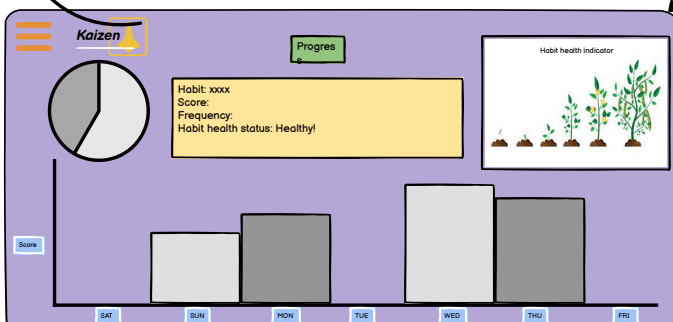 Kaizen
Progres
s
Habit health indicator
Habit: xxxx
Score:
Frequency:
Habit health status: Healthy!
Score
SAT
SUN
MON
TUE
WED
THU
FRI